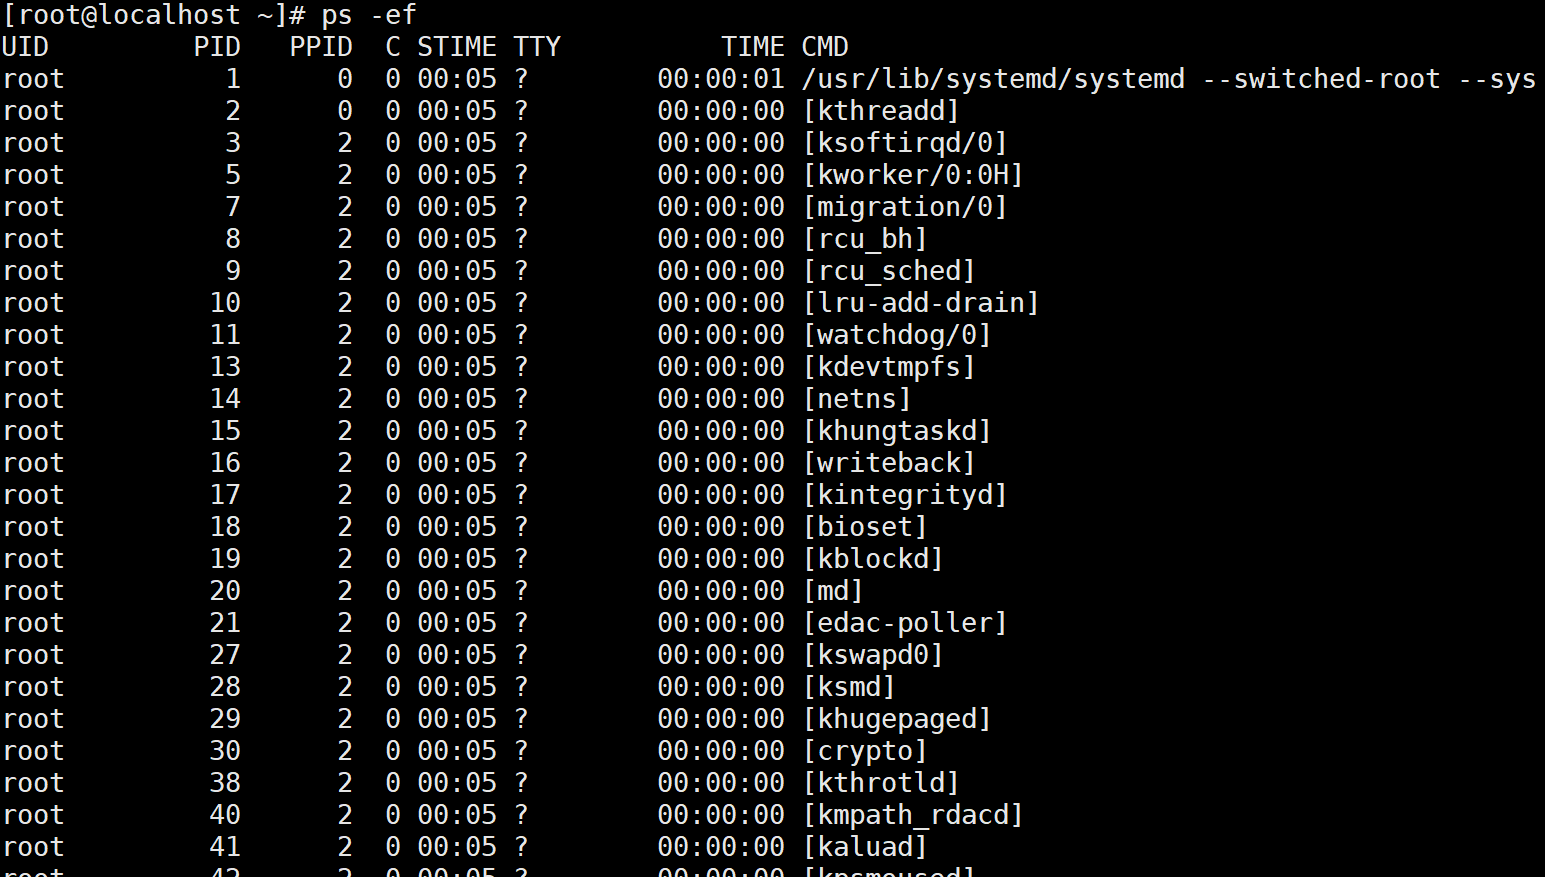 [root@localhost ~]# ps -ef
UID         PID   PPID  C STIME TTY          TIME CMD
root          1      0  0 00:05 ?        00:00:01 /usr/lib/systemd/systemd --switched-root --sys
root          2      0  0 00:05 ?        00:00:00 [kthreadd]
root          3      2  0 00:05 ?        00:00:00 [ksoftirqd/0]
root          5      2  0 00:05 ?        00:00:00 [kworker/0:0H]
root          7      2  0 00:05 ?        00:00:00 [migration/0]
root          8      2  0 00:05 ?        00:00:00 [rcu_bh]
root          9      2  0 00:05 ?        00:00:00 [rcu_sched]
root         10      2  0 00:05 ?        00:00:00 [lru-add-drain]
root         11      2  0 00:05 ?        00:00:00 [watchdog/0]
root         13      2  0 00:05 ?        00:00:00 [kdevtmpfs]
root         14      2  0 00:05 ?        00:00:00 [netns]
root         15      2  0 00:05 ?        00:00:00 [khungtaskd]
root         16      2  0 00:05 ?        00:00:00 [writeback]
root         17      2  0 00:05 ?        00:00:00 [kintegrityd]
root         18      2  0 00:05 ?        00:00:00 [bioset]
root         19      2  0 00:05 ?        00:00:00 [kblockd]
root         20      2  0 00:05 ?        00:00:00 [md]
root         21      2  0 00:05 ?        00:00:00 [edac-poller]
root         27      2  0 00:05 ?        00:00:00 [kswapd0]
root         28      2  0 00:05 ?        00:00:00 [ksmd]
root         29      2  0 00:05 ?        00:00:00 [khugepaged]
root         30      2  0 00:05 ?        00:00:00 [crypto]
root         38      2  0 00:05 ?        00:00:00 [kthrotld]
root         40      2  0 00:05 ?        00:00:00 [kmpath_rdacd]
root         41      2  0 00:05 ?        00:00:00 [kaluad]
root         42      2  0 00:05 ?        00:00:00 [kpsmoused]